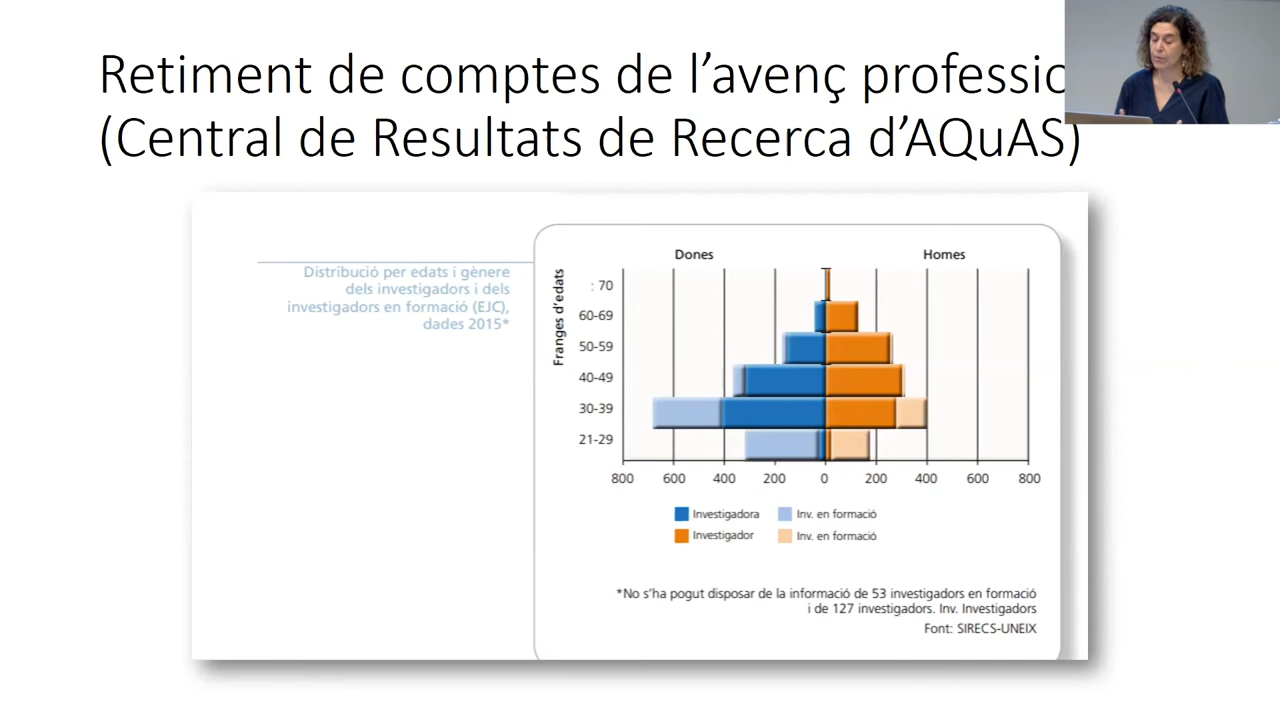 Retiment de comptes de l’avenç professio
(Central de Resultats de Recerca d’AQuAS)
Distribució per edats i gènere
dels investigadors i dels
investigadors en formació (EJC),
dades 2015*
Dones
Homes
Franges d’edats
: 70
60-69
50-59
40-49
30-39
21-29
800 600 400 200 0 200 400 600 800
Investigadora
Inv. en formació
Investigador
Inv. en formació
*No s’ha pogut disposar de la informació de 53 investigadors en formació
i de 127 investigadors. Inv. Investigadors
Font: SIRECS-UNEIX